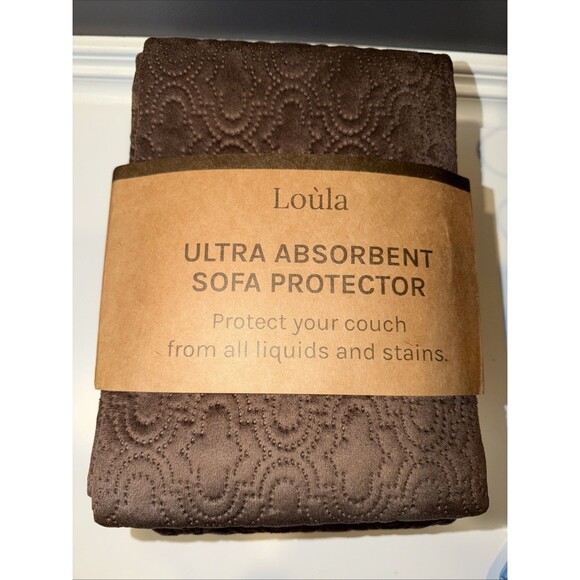 Loùla
ULTRA ABSORBENT
SOFA PROTECTOR
Protect your couch
from all liquids and stains.